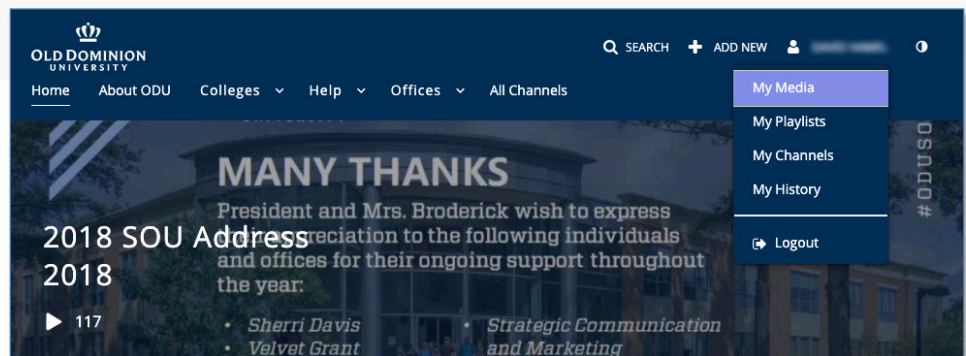 OLD DOMINION
UNIVERSITY
SEARCH
ADD NEW
Home
About ODU
Colleges
Help
Offices
All Channels
My Media
My Playlists
My Channels
My History
Logout
#ODUSO
MANY THANKS
President and Mrs. Broderick wish to express
appreciation to the following individuals
and offices for their ongoing support throughout
the year:
• Sherri Davis
• Velvet Grant
• Strategic Communication
and Marketing
2018 SOU Address
2018
117